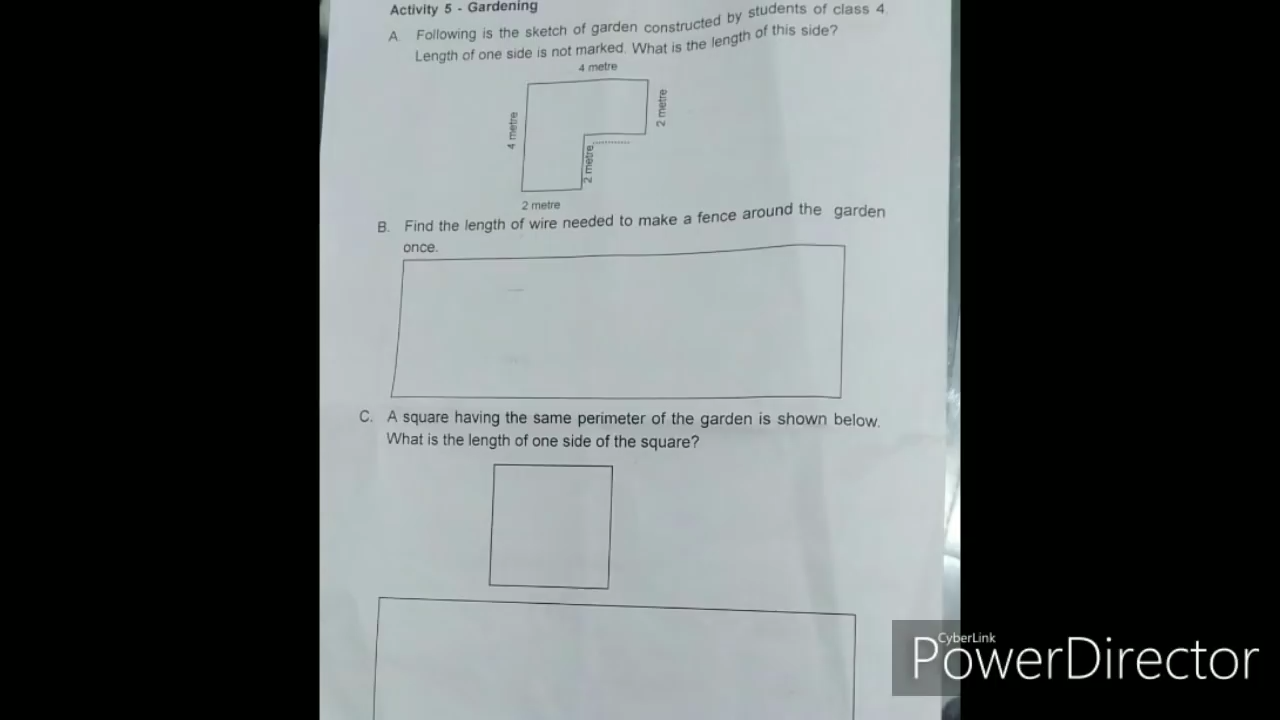 Activity 5 - Gardening
A. Following is the sketch of garden constructed by students of class 4.
Length of one side is not marked. What is the length of this side?
4 metre
4 metre
2 metre
2 metre
2 metre
B. Find the length of wire needed to make a fence around the garden
once.
C. A square having the same perimeter of the garden is shown below.
What is the length of one side of the square?
CyberLink
PowerDirector